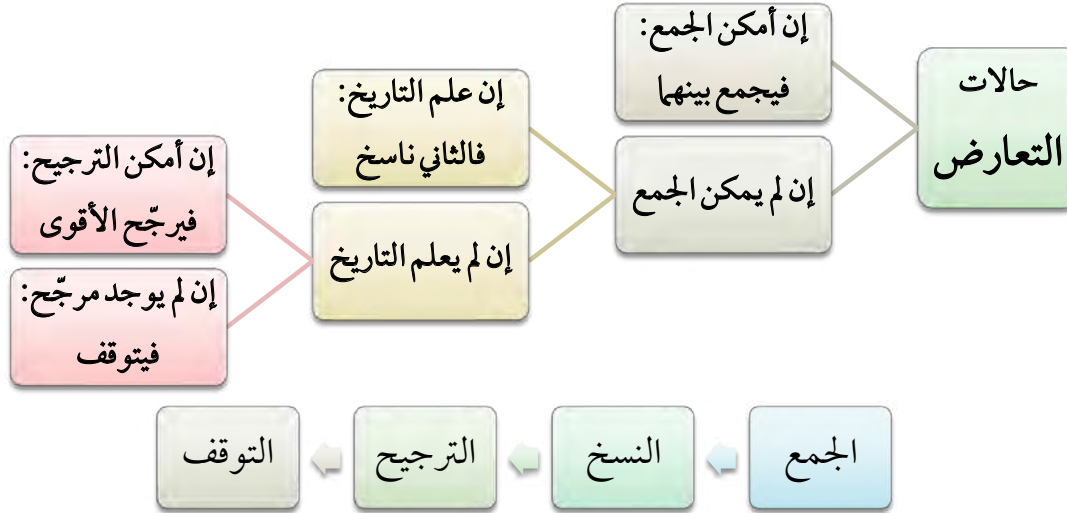 حالات
التعارض
إن أمكن الجمع:
فيجمع بينهما
إن لم يمكن الجمع
إن علم التاريخ:
فالثاني ناسخ
إن لم يعلم التاريخ
إن أمكن الترجيح:
فيرجّح الأقوى
إن لم يوجد مرجّح:
فيتوقف
الجمع
النسخ
الترجيح
التوقف